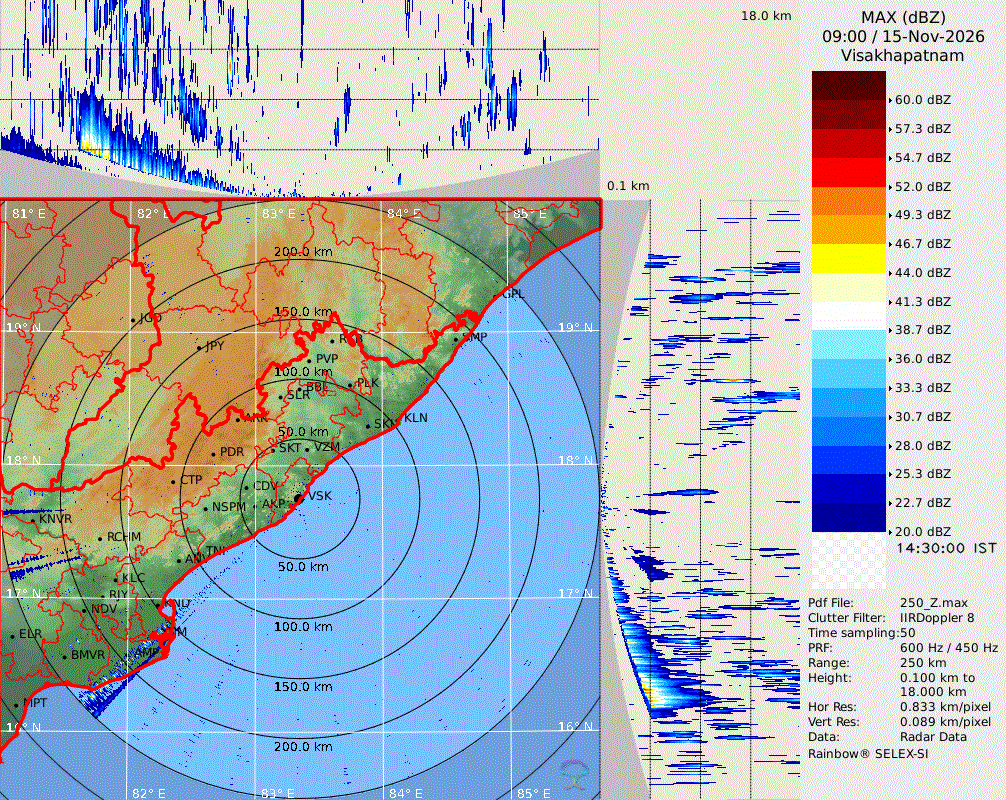 18.0 km
0.1 km
MAX (dBZ)
09:00 / 15-Nov-2026
Visakhapatnam
60.0 dBZ
57.3 dBZ
54.7 dBZ
52.0 dBZ
49.3 dBZ
46.7 dBZ
44.0 dBZ
41.3 dBZ
38.7 dBZ
36.0 dBZ
33.3 dBZ
30.7 dBZ
28.0 dBZ
25.3 dBZ
22.7 dBZ
20.0 dBZ
14:30:00 IST
Pdf File: 250_Z.max
Clutter Filter: IIRDoppler 8
Time sampling:50
PRF: 600 Hz / 450 Hz
Range: 250 km
Height: 0.100 km to
18.000 km
Hor Res: 0.833 km/pixel
Vert Res: 0.089 km/pixel
Data: Radar Data
Rainbow® SELEX-SI
81° E 82° E 83° E 84° E 85° E
200.0 km
GPL
150.0 km
JGD
19° N 19° N
JPY
PVP
100.0 km
PLK
SLR
KLN
50.0 km
SKT VZM
PDR
18° N 18° N
CTP
CDV
VSK
NSPM AKP
KNVR
RCHM
TNI
50.0 km
KLC
17° N 17° N
RJY
NDV
100.0 km
ELR
BMVR
150.0 km
MPT
16° N
200.0 km
82° E 83° E 84° E 85° E